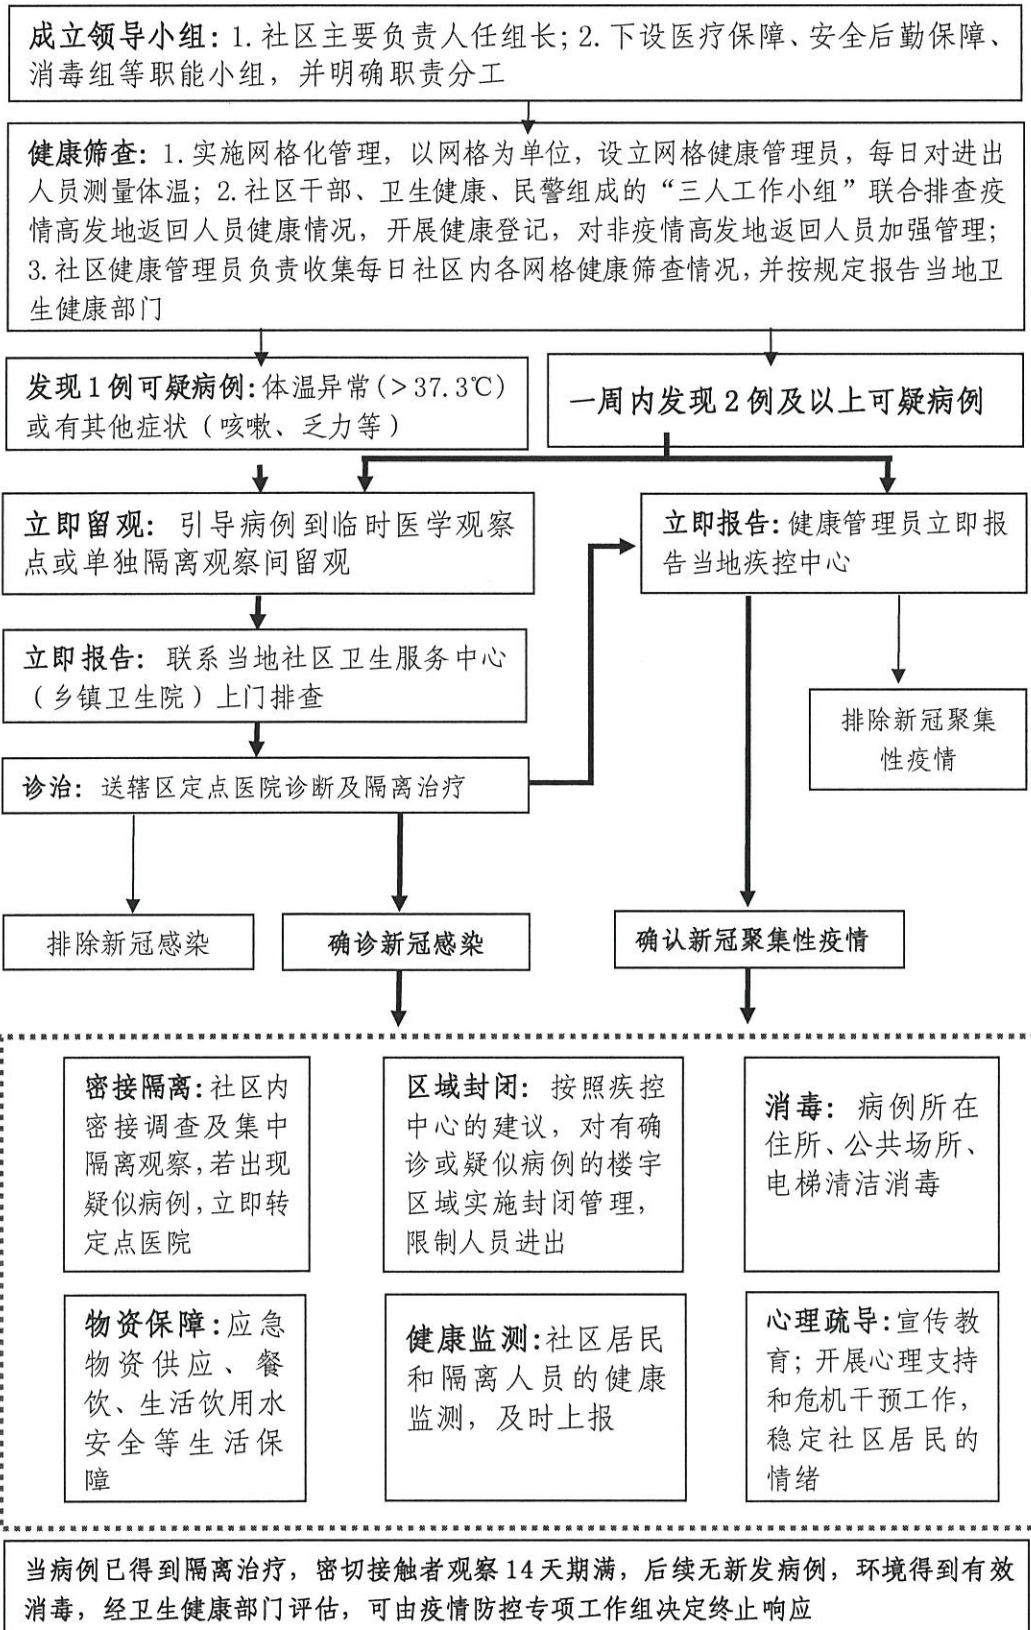 成立领导小组：1.社区主要负责人任组长；2.下设医疗保障、安全后勤保障、
消毒组等职能小组，并明确职责分工
健康筛查：1.实施网格化管理，以网格为单位，设立网格健康管理员，每日对进出
人员测量体温；2.社区干部、卫生健康、民警组成的“三人工作小组”联合排查疫
情高发地返回人员健康情况，开展健康登记，对非疫情高发地返回人员加强管理；
3.社区健康管理员负责收集每日社区内各网格健康筛查情况，并按规定报告当地卫
生健康部门
发现1例可疑病例：体温异常（>37.3℃）
或有其他症状（咳嗽、乏力等）
一周内发现2例及以上可疑病例
立即留观：引导病例到临时医学观察
点或单独隔离观察间留观
立即报告：健康管理员立即报
告当地疾控中心
立即报告：联系当地社区卫生服务中心
（乡镇卫生院）上门排查
排除新冠聚集
性疫情
诊治：送辖区定点医院诊断及隔离治疗
排除新冠感染
确诊新冠感染
确认新冠聚集性疫情
密接隔离：社区内
密接调查及集中
隔离观察，若出现
疑似病例，立即转
定点医院
区域封闭：按照疾控
中心的建议，对有确
诊或疑似病例的楼宇
区域实施封闭管理，
限制人员进出
消毒：病例所在
住所、公共场所、
电梯清洁消毒
物资保障：应急
物资供应、餐
饮、生活饮用水
安全等生活保
障
健康监测：社区居民
和隔离人员的健康
监测，及时上报
心理疏导：宣传教
育；开展心理支持
和危机干预工作，
稳定社区居民的
情绪
当病例已得到隔离治疗，密切接触者观察14天期满，后续无新发病例，环境得到有效
消毒，经卫生健康部门评估，可由疫情防控专项工作组决定终止响应